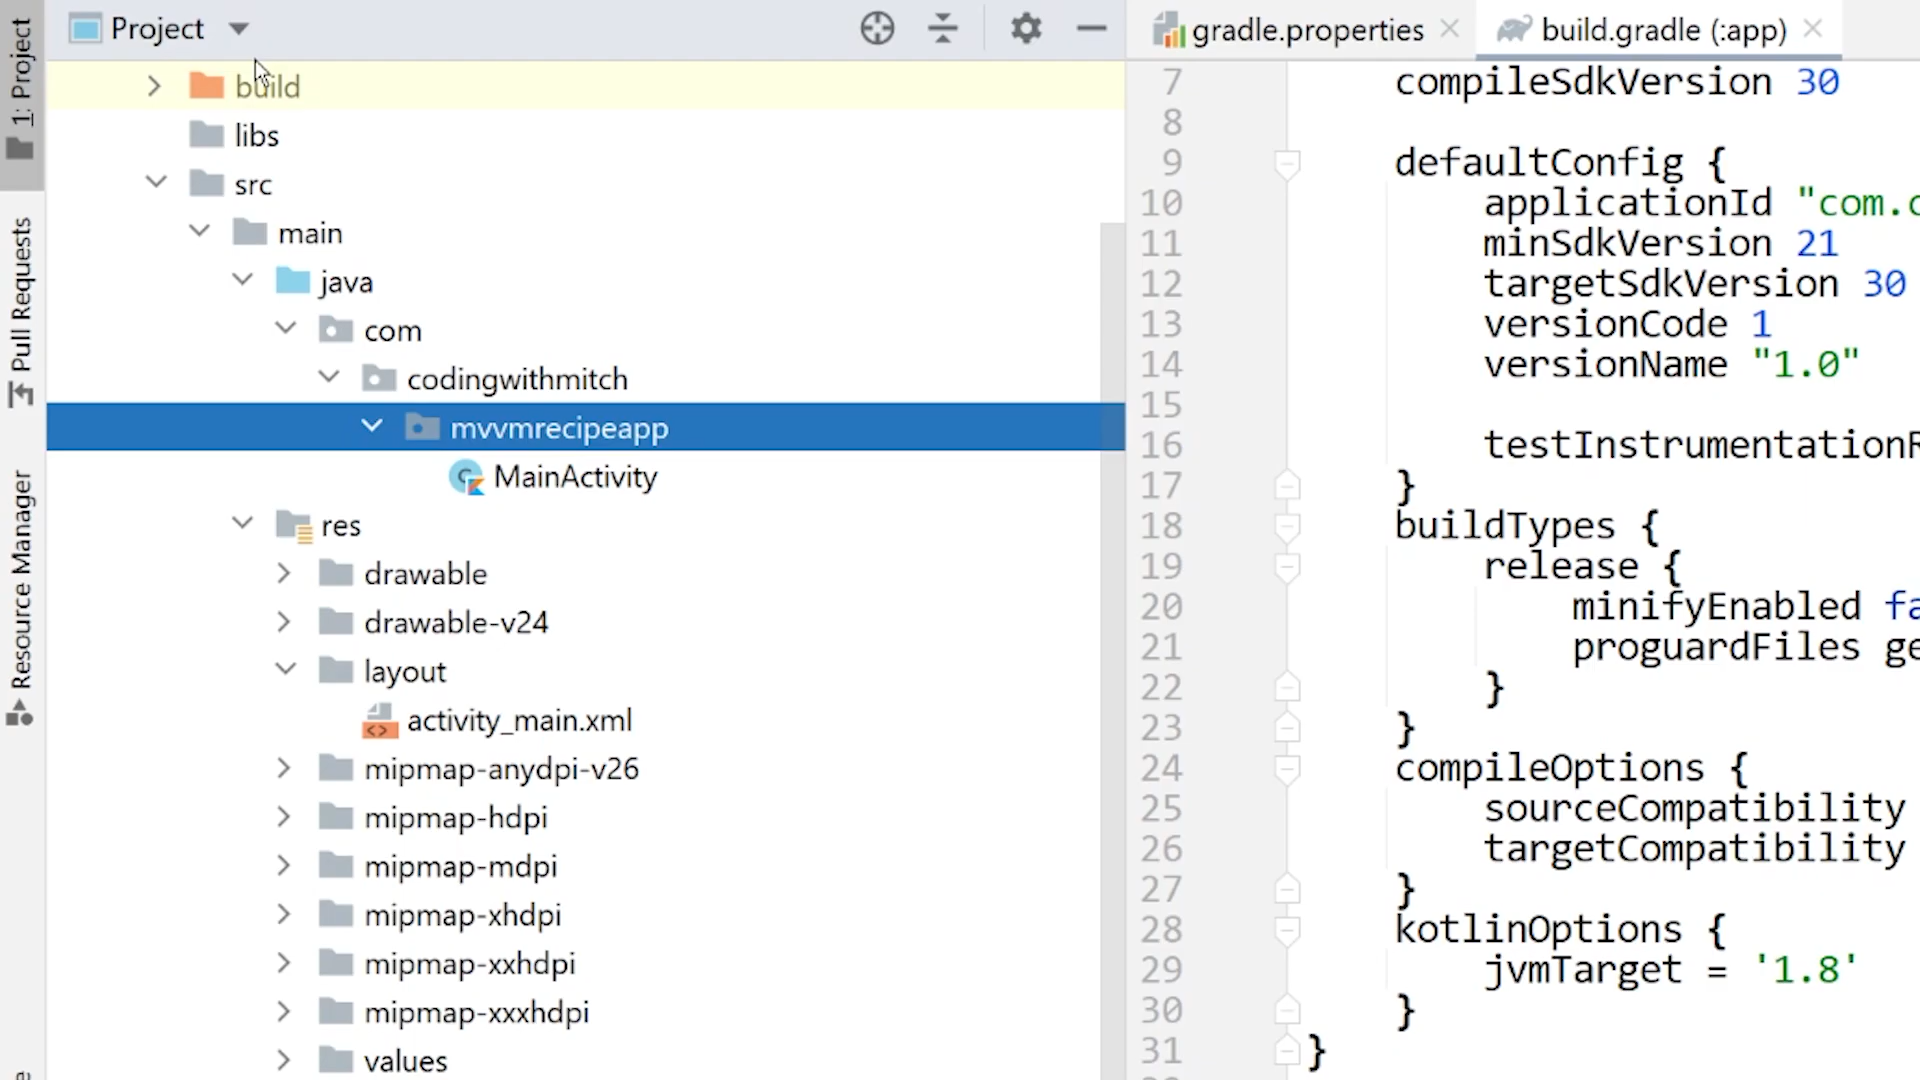 1: Project
Pull Requests
Resource Manager
Project
build
libs
src
main
java
com
codingwithmitch
mvvmrecipeapp
MainActivity
res
drawable
drawable-v24
layout
activity_main.xml
mipmap-anydpi-v26
mipmap-hdpi
mipmap-mdpi
mipmap-xhdpi
mipmap-xxhdpi
mipmap-xxxhdpi
values
gradle.properties
build.gradle (:app)
7 compileSdkVersion 30
8
9 defaultConfig {
10 applicationId "com.c
11 minSdkVersion 21
12 targetSdkVersion 30
13 versionCode 1
14 versionName "1.0"
15
16 testInstrumentationR
17 }
18 buildTypes {
19 release {
20 minifyEnabled fa
21 proguardFiles ge
22 }
23 }
24 compileOptions {
25 sourceCompatibility
26 targetCompatibility
27 }
28 kotlinOptions {
29 jvmTarget = '1.8'
30 }
31 }